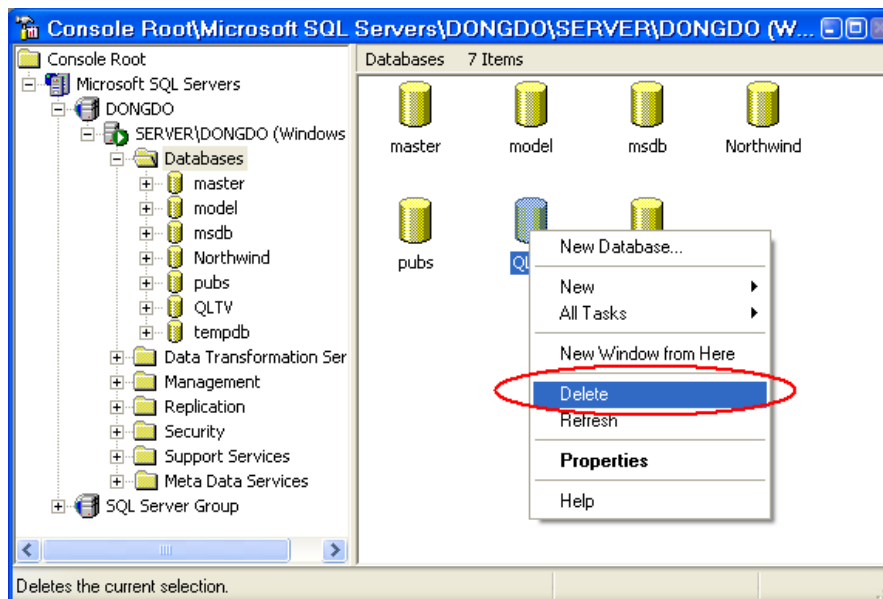 Console Root\Microsoft SQL Servers\DONGDO\SERVER\DONGDO (W...
Console Root
Microsoft SQL Servers
DONGDO
SERVER\DONGDO (Windows
Databases
master
model
msdb
Northwind
pubs
QLTV
tempdb
Data Transformation Ser
Management
Replication
Security
Support Services
Meta Data Services
SQL Server Group
Databases 7 Items
master model msdb Northwind
pubs
New Database...
New
All Tasks
New Window from Here
Delete
Refresh
Properties
Help
Deletes the current selection.